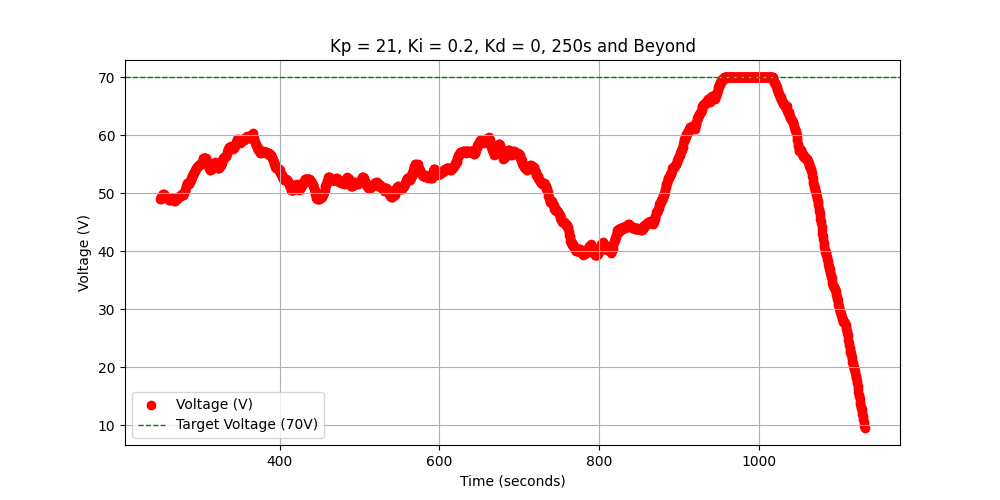 Kp = 21, Ki = 0.2, Kd = 0, 250s and Beyond
70
60
50
40
30
20
10
Voltage (V)
Voltage (V)
Target Voltage (70V)
400
600
800
1000
Time (seconds)